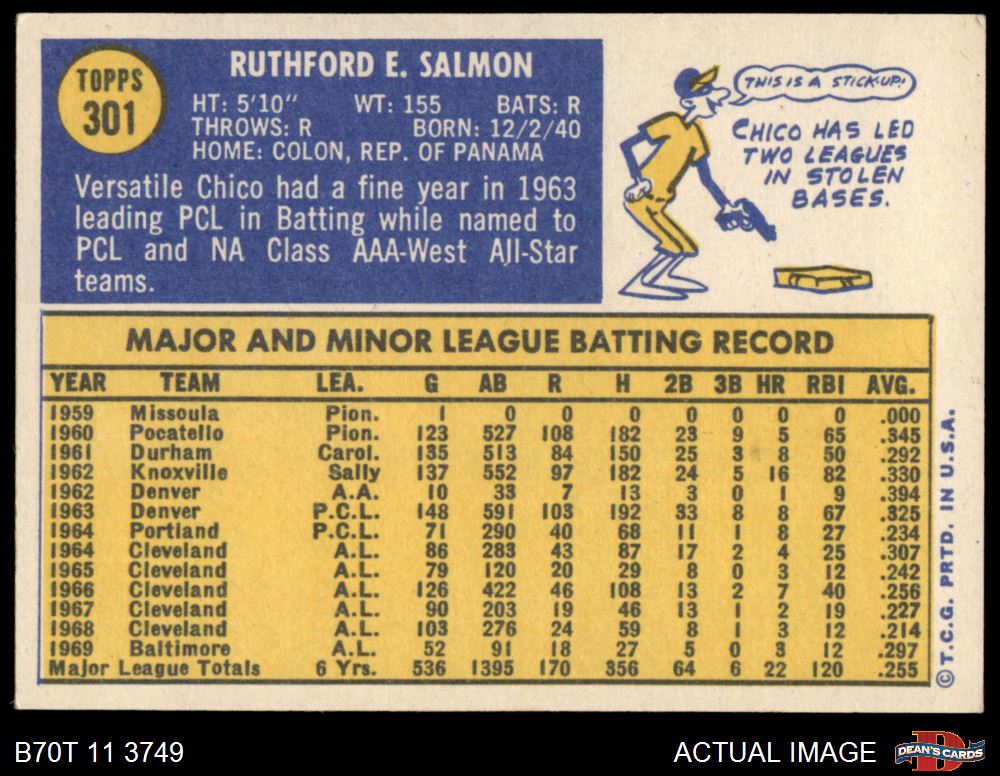 TOPPS
301
RUTHFORD E. SALMON
HT: 5'10" WT: 155 BATS: R
THROWS: R BORN: 12/2/40
HOME: COLON, REP. OF PANAMA
Versatile Chico had a fine year in 1963
leading PCL in Batting while named to
PCL and NA Class AAA-West All-Star
teams.
THIS IS A STICK-UP!
CHICO HAS LED
TWO LEAGUES
IN STOLEN
BASES.
MAJOR AND MINOR LEAGUE BATTING RECORD
YEAR TEAM LEA. G AB R H 2B 3B HR RBI AVG.
1959 Missoula Pion. 1 0 0 0 0 0 0 0 .000
1960 Pocatello Pion. 123 527 108 182 23 9 5 65 .345
1961 Durham Carol. 135 513 84 150 25 3 8 50 .292
1962 Knoxville Sally 137 552 97 182 24 5 16 82 .330
1962 Denver A.A. 10 33 7 13 3 0 1 9 .394
1963 Denver P.C.L. 148 591 103 192 33 8 8 67 .325
1964 Portland P.C.L. 71 290 40 68 11 1 8 27 .234
1964 Cleveland A.L. 86 283 43 87 17 2 4 25 .307
1965 Cleveland A.L. 79 120 20 29 8 0 3 12 .242
1966 Cleveland A.L. 126 422 46 108 13 2 7 40 .256
1967 Cleveland A.L. 90 203 19 46 13 1 2 19 .227
1968 Cleveland A.L. 103 276 24 59 8 1 3 12 .214
1969 Baltimore A.L. 52 91 18 27 5 0 3 12 .297
Major League Totals 6 Yrs. 536 1395 170 356 64 6 22 120 .255
©T.C.G. PRTD. IN U.S.A.
B70T 11 3749
ACTUAL IMAGE
DEAN'S CARDS